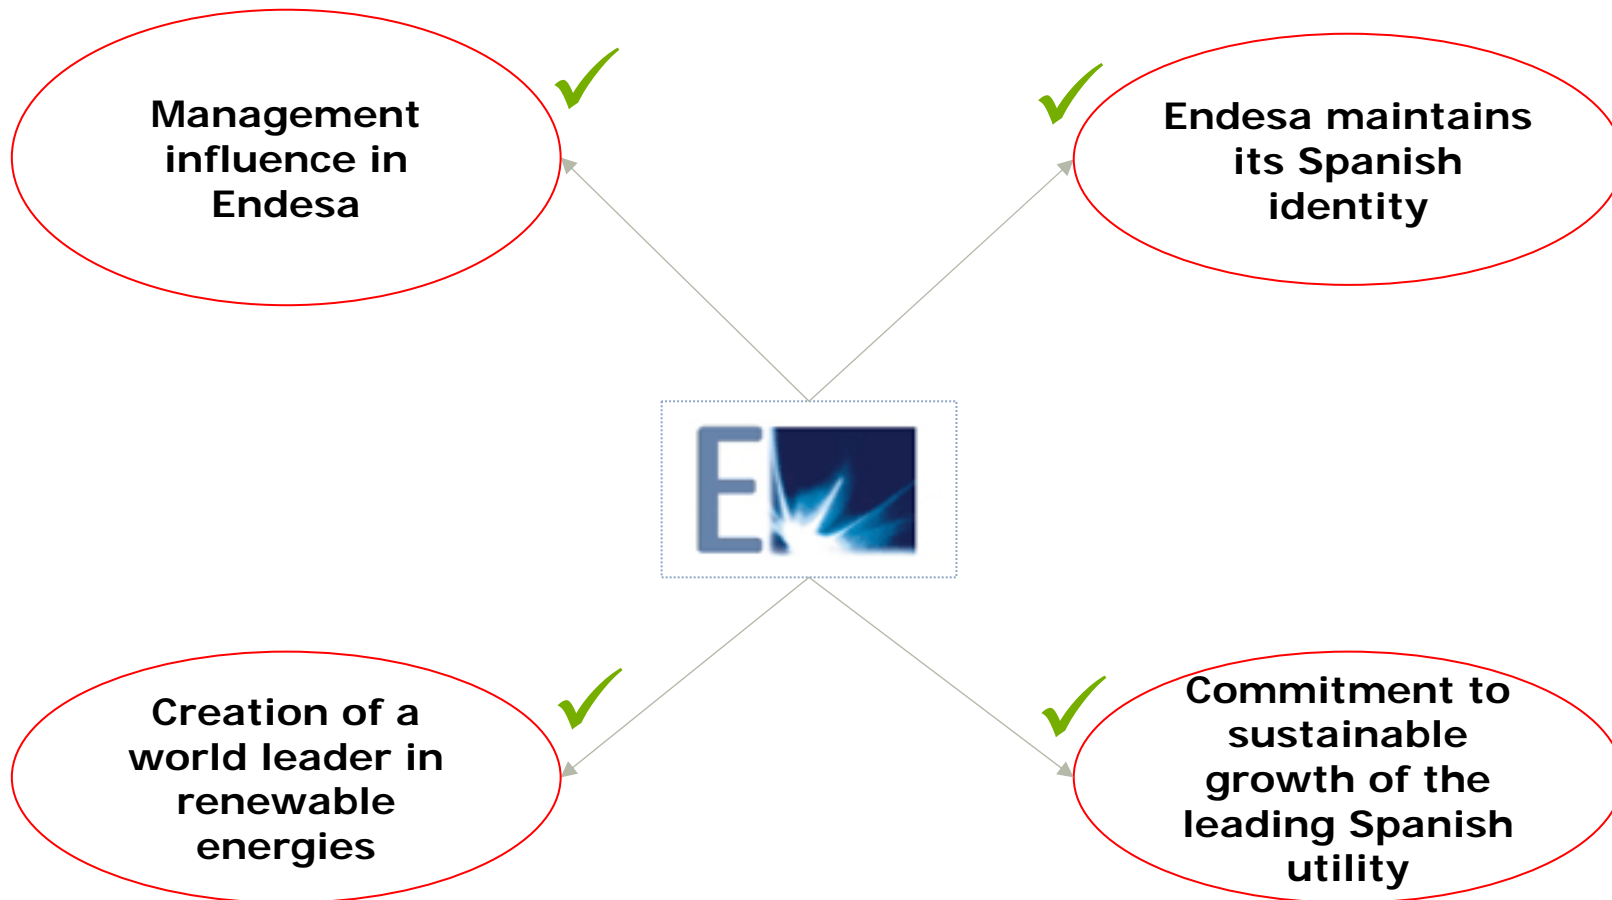 Management
influence in
Endesa
Endesa maintains
its Spanish
identity
E
Creation of a
world leader in
renewable
energies
Commitment to
sustainable
growth of the
leading Spanish
utility